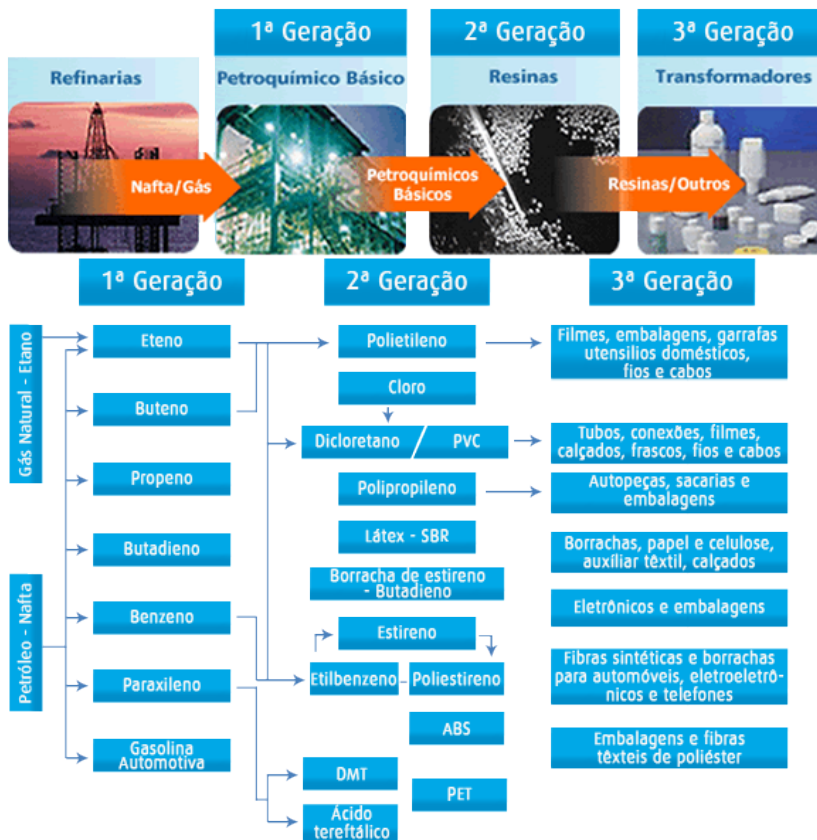 1ª Geração
2ª Geração
3ª Geração
Refinarias
Petroquímico Básico
Resinas
Transformadores
Nafta/Gás
Petroquímicos
Básicos
Resinas/Outros
1ª Geração
2ª Geração
3ª Geração
Gás Natural - Etano
Petróleo - Nafta
Eteno
Buteno
Propeno
Butadieno
Benzeno
Paraxileno
Gasolina
Automotiva
Polietileno
Cloro
Dicloretano / PVC
Polipropileno
Látex - SBR
Borracha de estireno
- Butadieno
Estireno
Etilbenzeno
Poliestireno
ABS
DMT
PET
Ácido
tereftálico
Filmes, embalagens, garrafas
utensilios domésticos,
fios e cabos
Tubos, conexões, filmes,
calçados, frascos, fios e cabos
Autopeças, sacarias e
embalagens
Borrachas, papel e celulose,
auxíliar têxtil, calçados
Eletrônicos e embalagens
Fibras sintéticas e borrachas
para automóveis, eletroeletrô-
nicos e telefones
Embalagens e fibras
têxteis de poliéster